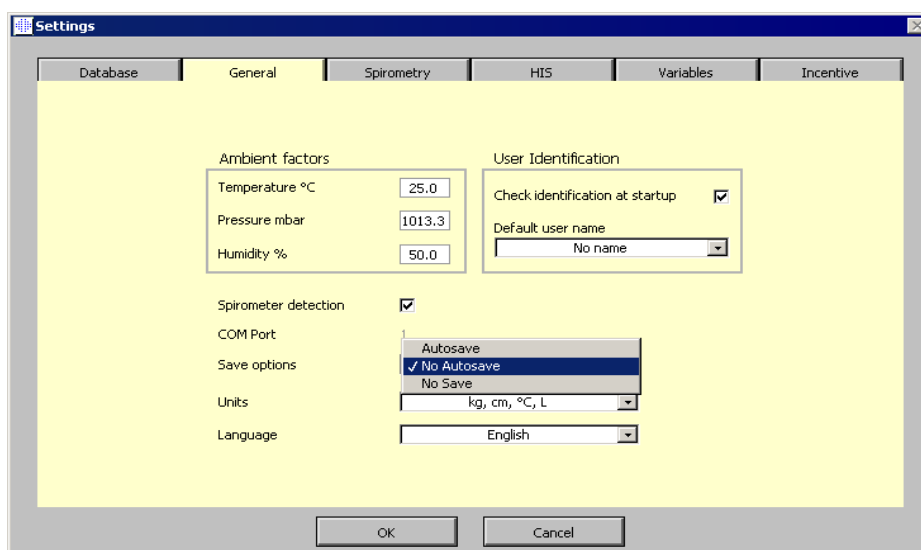 Settings
Database General Spirometry HIS Variables Incentive
Ambient factors
Temperature °C 25.0
Pressure mbar 1013.3
Humidity % 50.0
User Identification
Check identification at startup
Default user name
No name
Spirometer detection
COM Port 1
Save options
Autosave
✓ No Autosave
No Save
Units kg, cm, °C, L
Language English
OK Cancel